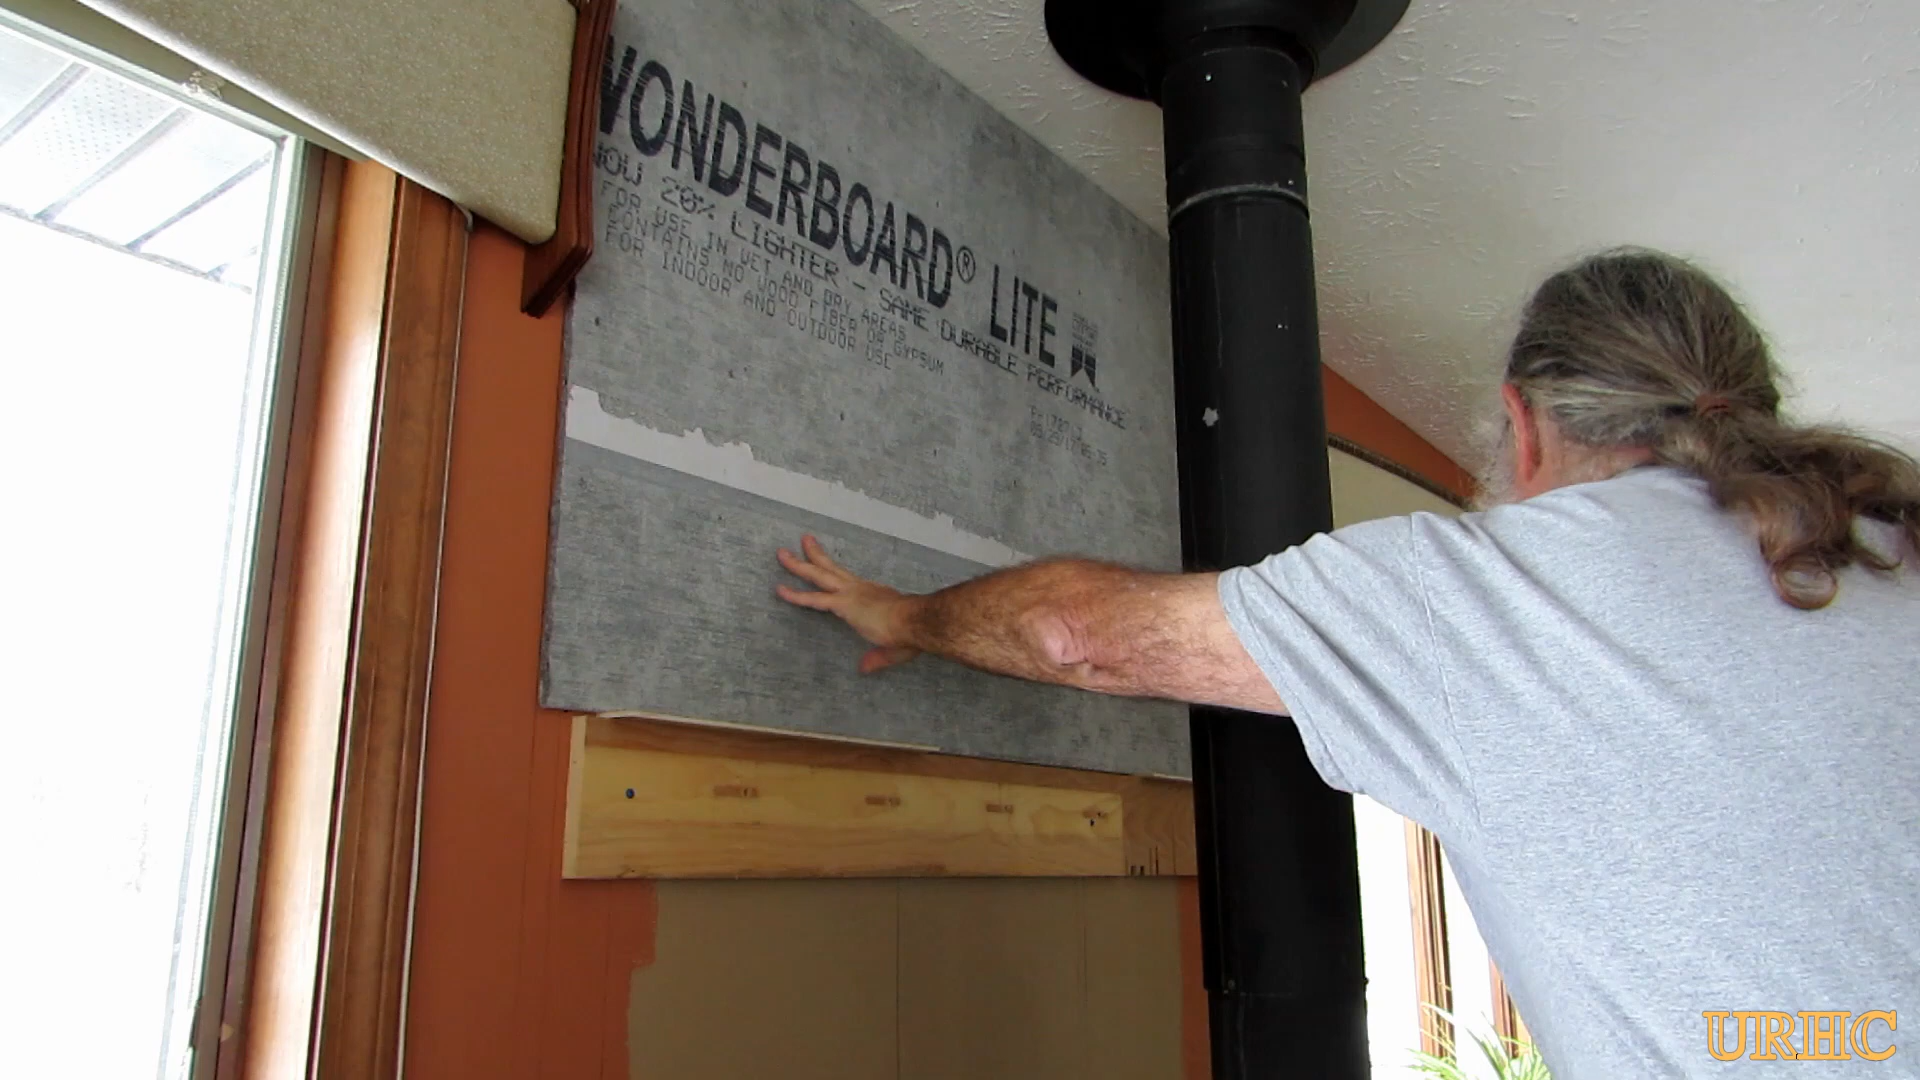 WONDERBOARD® LITE
NOW 20% LIGHTER - SAME DURABLE PERFORMANCE
FOR USE IN WET AND DRY AREAS
CONTAINS NO WOOD FIBER OR GYPSUM
FOR INDOOR AND OUTDOOR USE
URHC